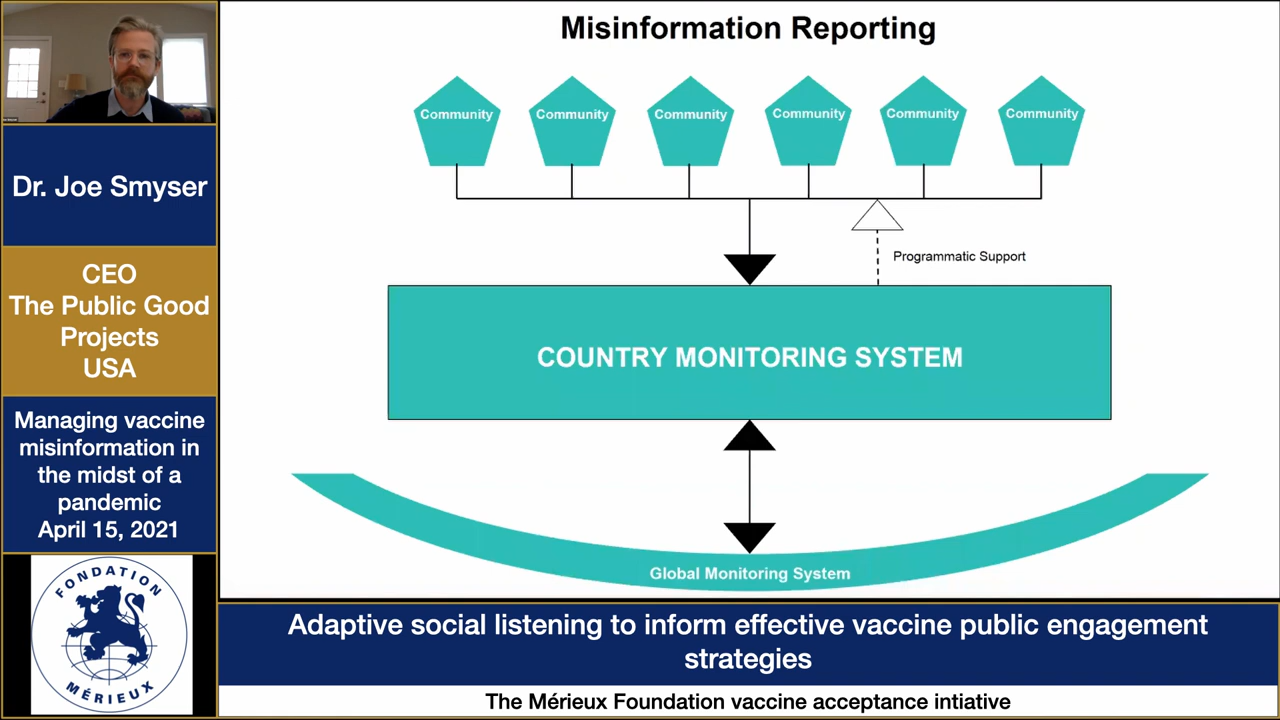 Misinformation Reporting
Community Community Community Community Community Community
Programmatic Support
COUNTRY MONITORING SYSTEM
Global Monitoring System
Dr. Joe Smyser
CEO
The Public Good
Projects
USA
Managing vaccine
misinformation in
the midst of a
pandemic
April 15, 2021
FONDATION
MÉRIEUX
Adaptive social listening to inform effective vaccine public engagement
strategies
The Mérieux Foundation vaccine acceptance intiative